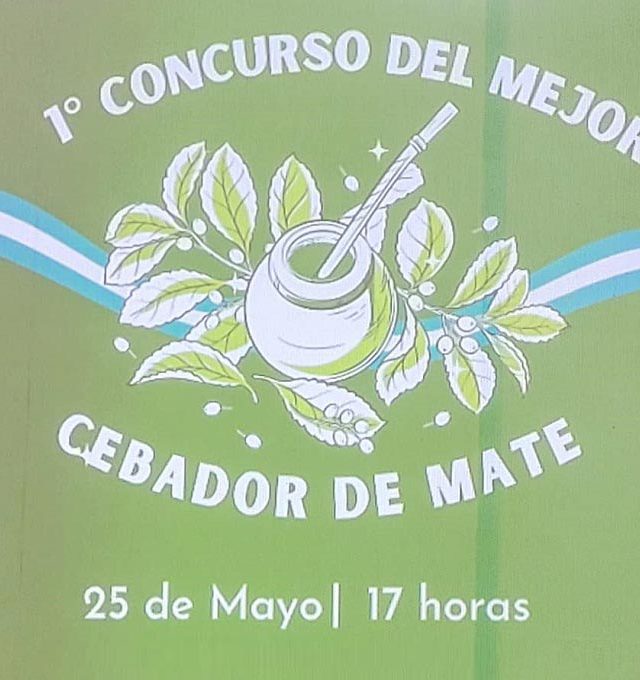 1° CONCURSO DEL MEJOR
CEBADOR DE MATE
25 de Mayo| 17 horas